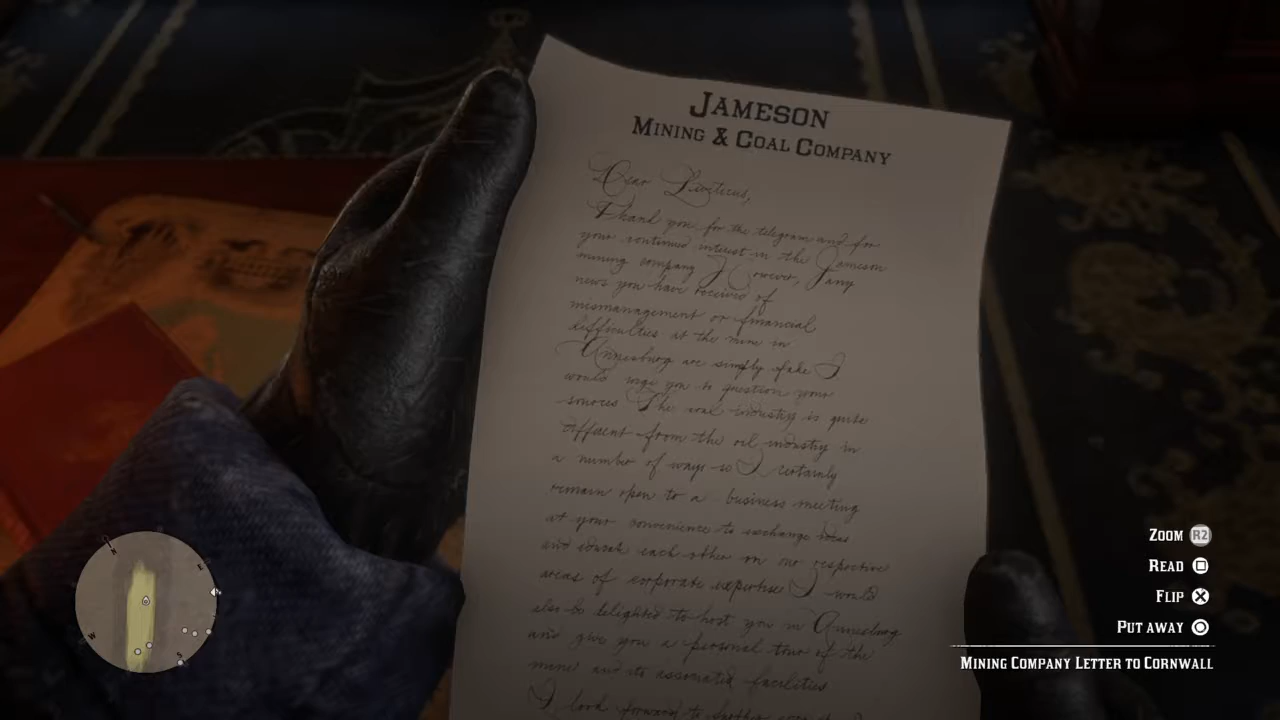 JAMESON
MINING & COAL COMPANY
Dear Leviticus,
Thank you for the telegram and for
your continued interest in the Jameson
mining company However, any
news you have received of
mismanagement or financial
difficulties at the mine in
Annesburg are simply fake I
would urge you to question your
sources The coal industry is quite
different from the oil industry in
a number of ways so I certainly
remain open to a business meeting
at your convenience to exchange ideas
and consult each other on our respective
areas of corporate expertise I would
also be delighted to host you in Annesburg
and give you a personal tour of the
mine and its associated facilities
I look forward to
ZOOM R2
READ
FLIP
PUT AWAY
MINING COMPANY LETTER TO CORNWALL
N
W
S